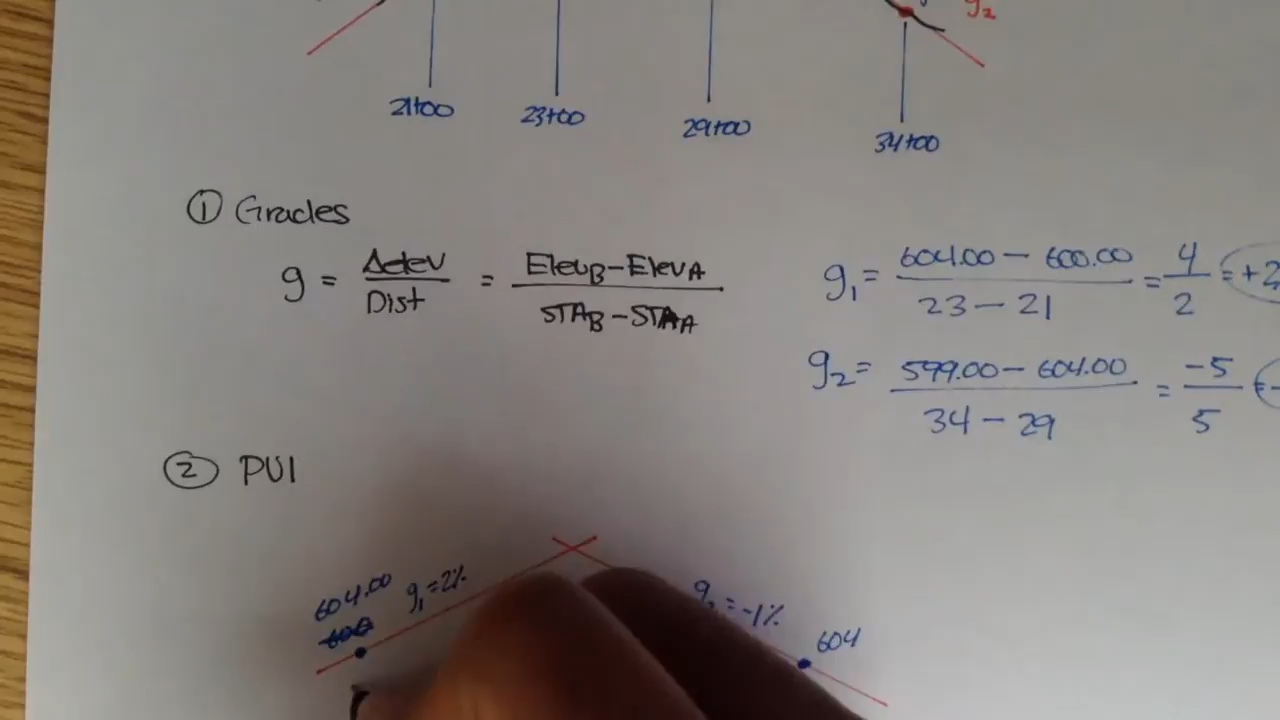 g2
21+00 23+00 29+00 34+00
① Grades
g = Δelev / Dist = ElevB - ElevA / STAB - STAA
g1 = 604.00 - 600.00 / 23 - 21 = 4 / 2 = +2
g2 = 599.00 - 604.00 / 34 - 29 = -5 / 5 = -
② PVI
604.00 g1 = 2% g2 = -1% 604
600